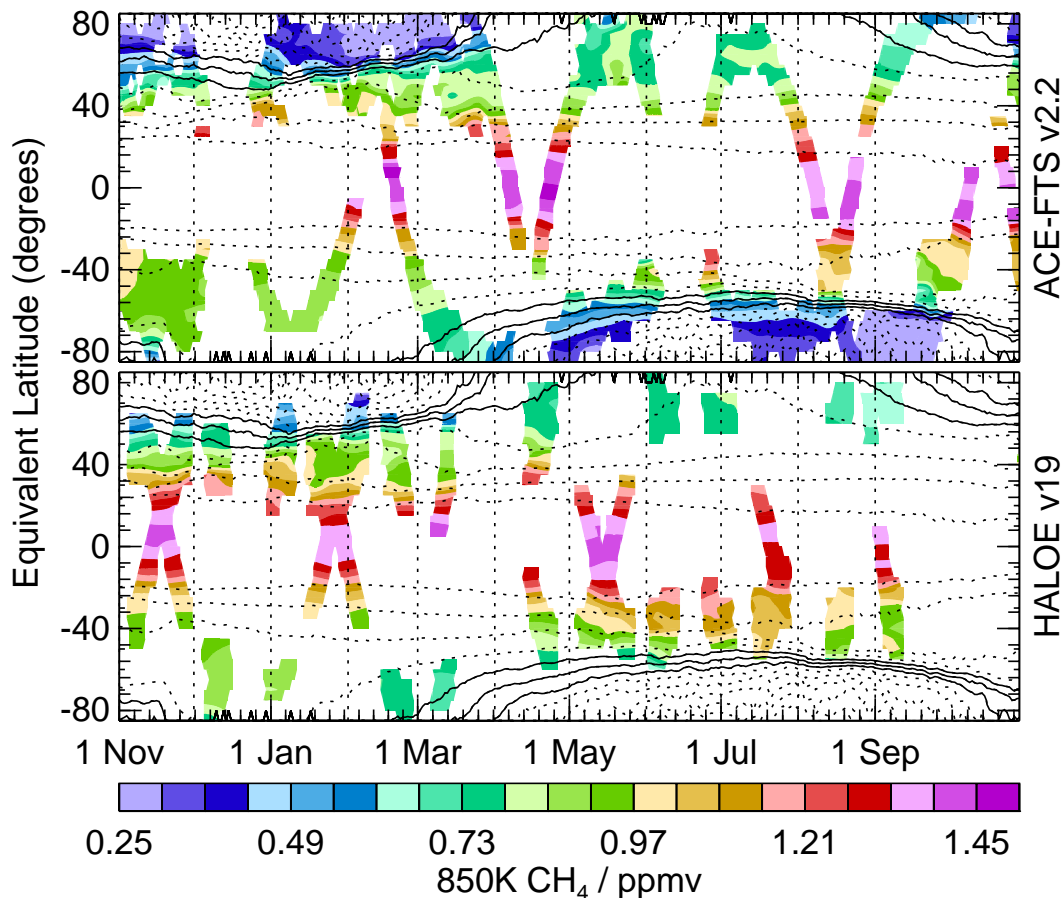 80
40
0
-40
-80
ACE-FTS v2.2
Equivalent Latitude (degrees)
80
40
0
-40
-80
HALOE v19
1 Nov 1 Jan 1 Mar 1 May 1 Jul 1 Sep
0.25 0.49 0.73 0.97 1.21 1.45
850K CH₄ / ppmv